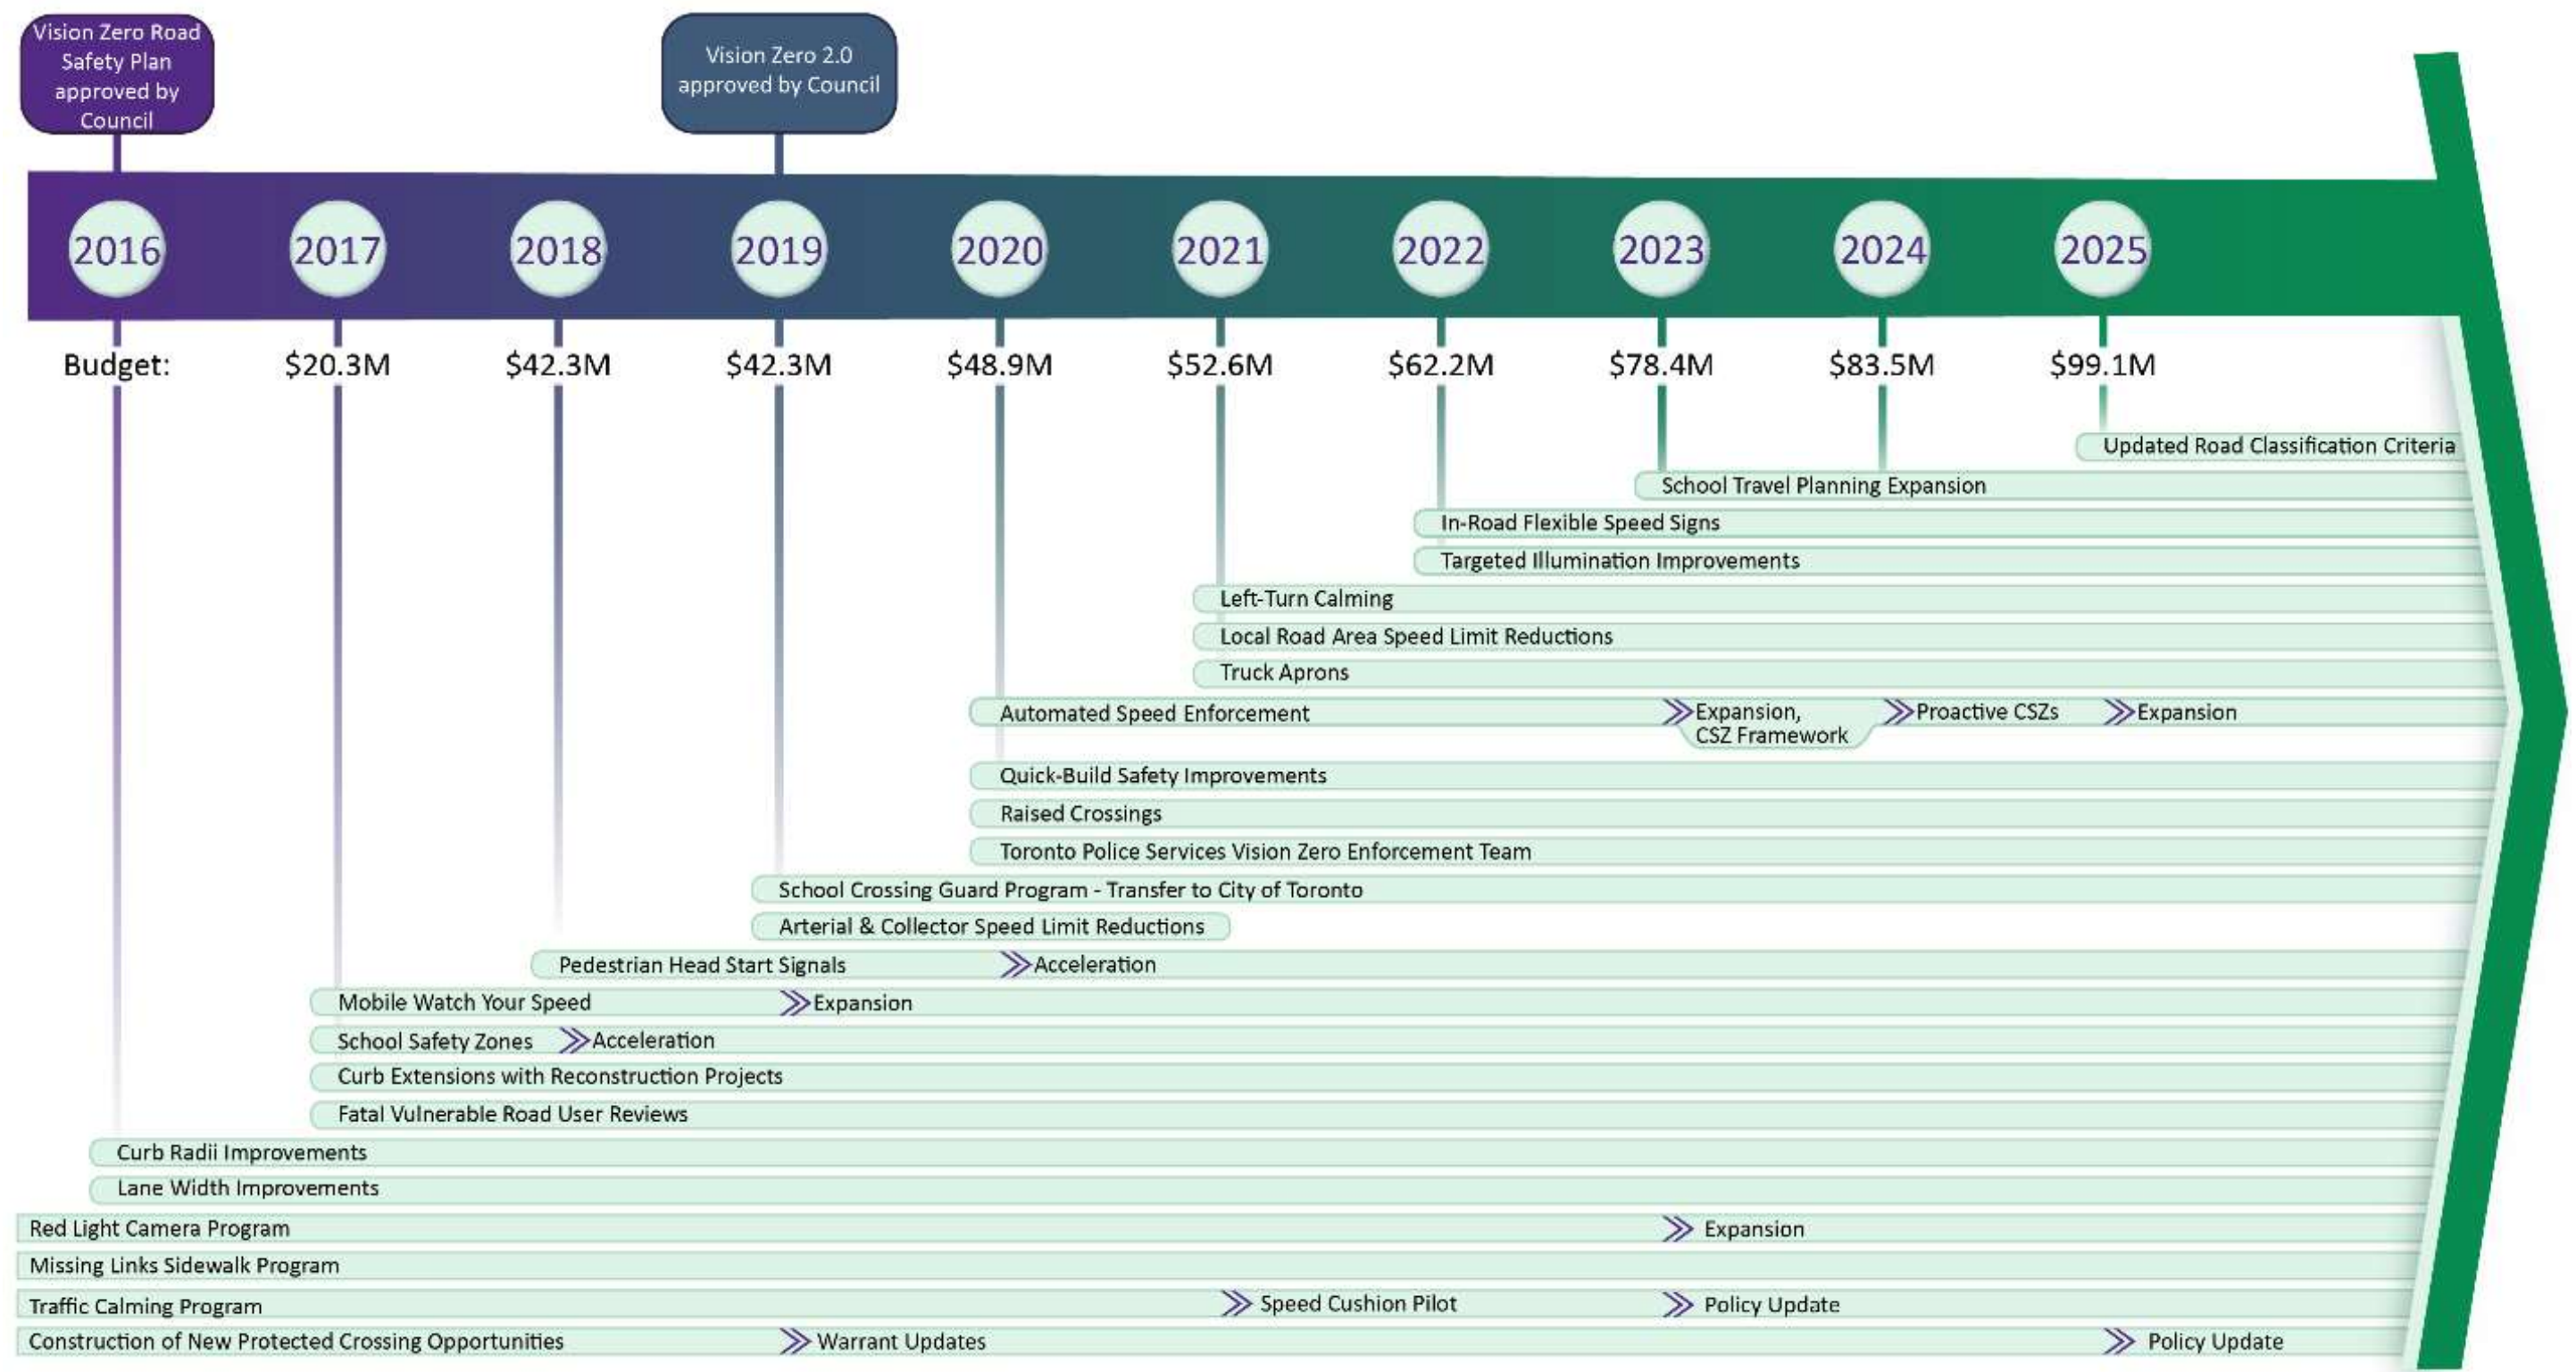 Vision Zero Road
Safety Plan
approved by
Council
Vision Zero 2.0
approved by Council
2016 2017 2018 2019 2020 2021 2022 2023 2024 2025
Budget: $20.3M $42.3M $42.3M $48.9M $52.6M $62.2M $78.4M $83.5M $99.1M
Updated Road Classification Criteria
School Travel Planning Expansion
In-Road Flexible Speed Signs
Targeted Illumination Improvements
Left-Turn Calming
Local Road Area Speed Limit Reductions
Truck Aprons
Automated Speed Enforcement Expansion, Proactive CSZs Expansion
CSZ Framework
Quick-Build Safety Improvements
Raised Crossings
Toronto Police Services Vision Zero Enforcement Team
School Crossing Guard Program - Transfer to City of Toronto
Arterial & Collector Speed Limit Reductions
Pedestrian Head Start Signals Acceleration
Mobile Watch Your Speed Expansion
School Safety Zones Acceleration
Curb Extensions with Reconstruction Projects
Fatal Vulnerable Road User Reviews
Curb Radii Improvements
Lane Width Improvements
Red Light Camera Program Expansion
Missing Links Sidewalk Program
Traffic Calming Program Speed Cushion Pilot Policy Update
Construction of New Protected Crossing Opportunities Warrant Updates Policy Update